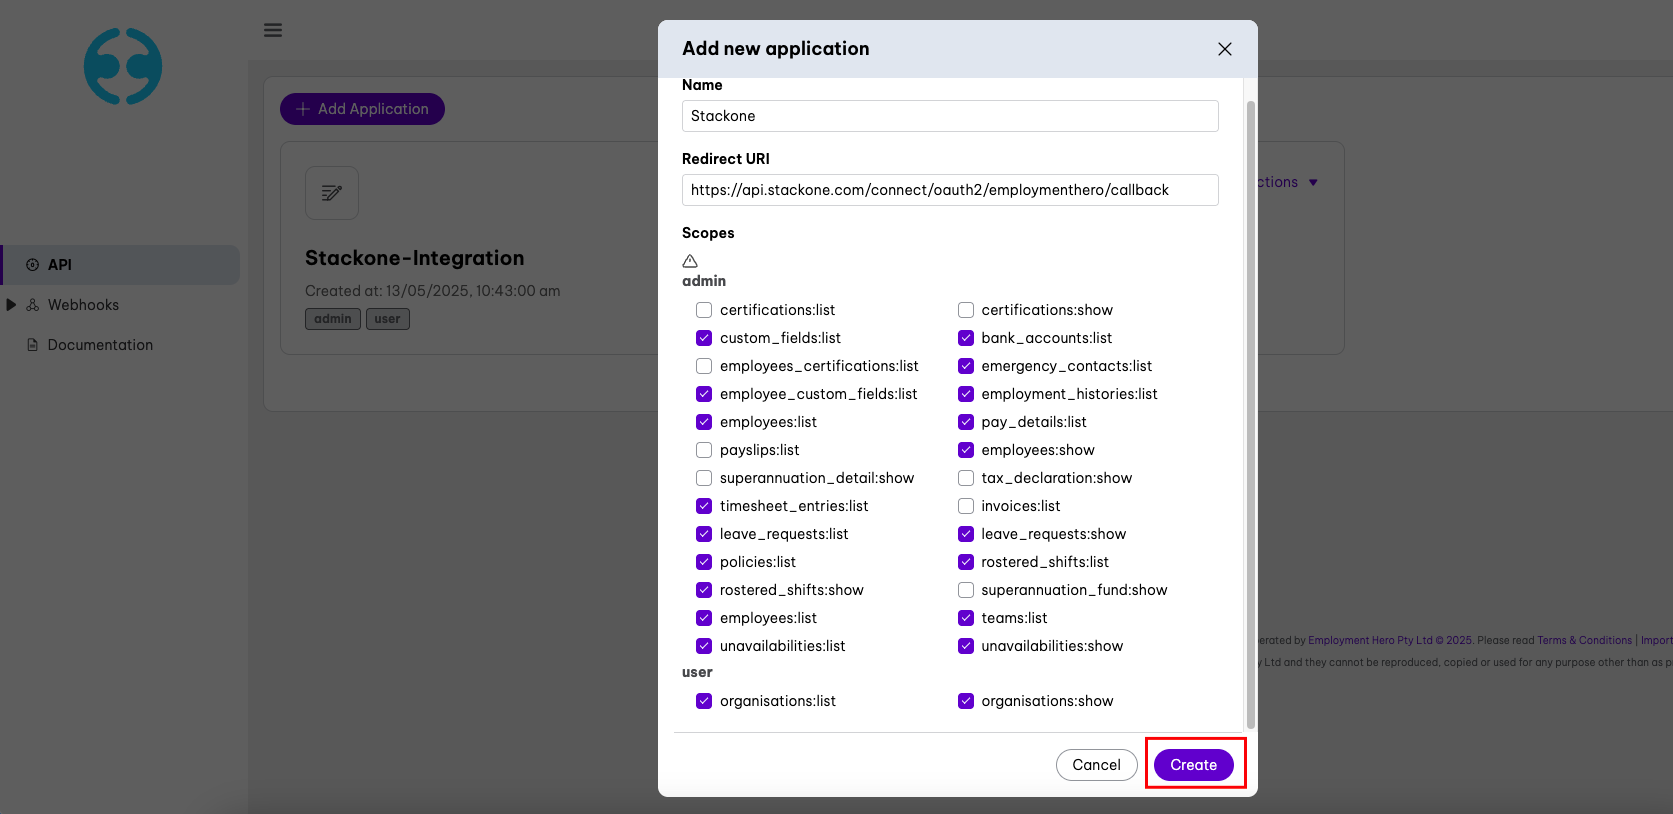 Add new application
Name
Stackone
Add Application
Redirect URI
https://api.stackone.com/connect/oauth2/employmenthero/callback
Scopes
Stackone-Integration
Created at: 13/05/2025, 10:43:00 am
admin user
API
Webhooks
Documentation
admin
certifications:list certifications:show
custom_fields:list bank_accounts:list
employees_certifications:list emergency_contacts:list
employee_custom_fields:list employment_histories:list
employees:list pay_details:list
payslips:list employees:show
superannuation_detail:show tax_declaration:show
timesheet_entries:list invoices:list
leave_requests:list leave_requests:show
policies:list rostered_shifts:list
rostered_shifts:show superannuation_fund:show
employees:list teams:list
unavailabilities:list unavailabilities:show
user
organisations:list organisations:show
by Employment Hero Pty Ltd © 2025. Please read Terms & Conditions |
Ltd and they cannot be reproduced, copied or used for any purpose other than as
Cancel Create